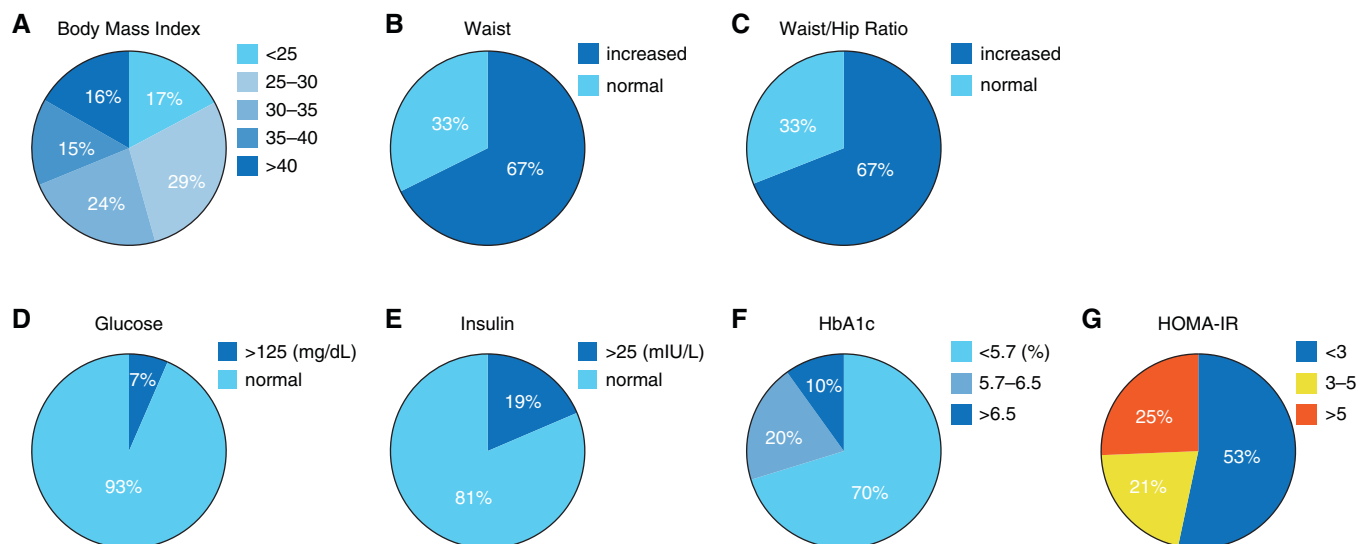 A Body Mass Index
<25
25–30
30–35
35–40
>40
16%
17%
15%
29%
24%
B Waist
increased
normal
33%
67%
C Waist/Hip Ratio
increased
normal
33%
67%
D Glucose
>125 (mg/dL)
normal
7%
93%
E Insulin
>25 (mIU/L)
normal
19%
81%
F HbA1c
<5.7 (%)
5.7–6.5
>6.5
10%
20%
70%
G HOMA-IR
<3
3–5
>5
25%
53%
21%